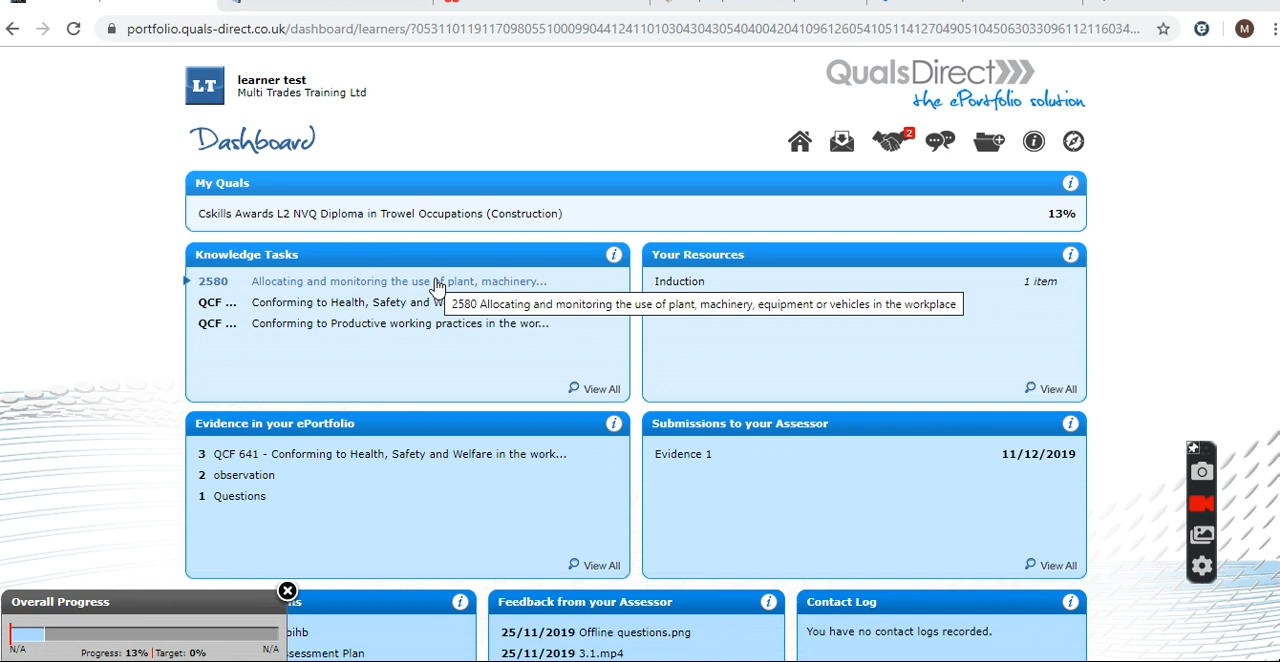 portfolio.quals-direct.co.uk/dashboard/learners/?053110119117098055100099044124110103043043054040042041096126054105114127049051045063033096112116034...
M
LT
learner test
Multi Trades Training Ltd
QualsDirect
the ePortfolio solution
Dashboard
2
My Quals
Cskills Awards L2 NVQ Diploma in Trowel Occupations (Construction) 13%
Knowledge Tasks
2580 Allocating and monitoring the use of plant, machinery...
QCF ... Conforming to Health, Safety and W
2580 Allocating and monitoring the use of plant, machinery, equipment or vehicles in the workplace
QCF ... Conforming to Productive working practices in the wor...
View All
Your Resources
Induction 1 item
View All
Evidence in your ePortfolio
3 QCF 641 - Conforming to Health, Safety and Welfare in the work...
2 observation
1 Questions
View All
Submissions to your Assessor
Evidence 1 11/12/2019
View All
Overall Progress
N/A Progress: 13% Target: 0% N/A
Feedback from your Assessor
25/11/2019 Offline questions.png
25/11/2019 3.1.mp4
Contact Log
You have no contact logs recorded.